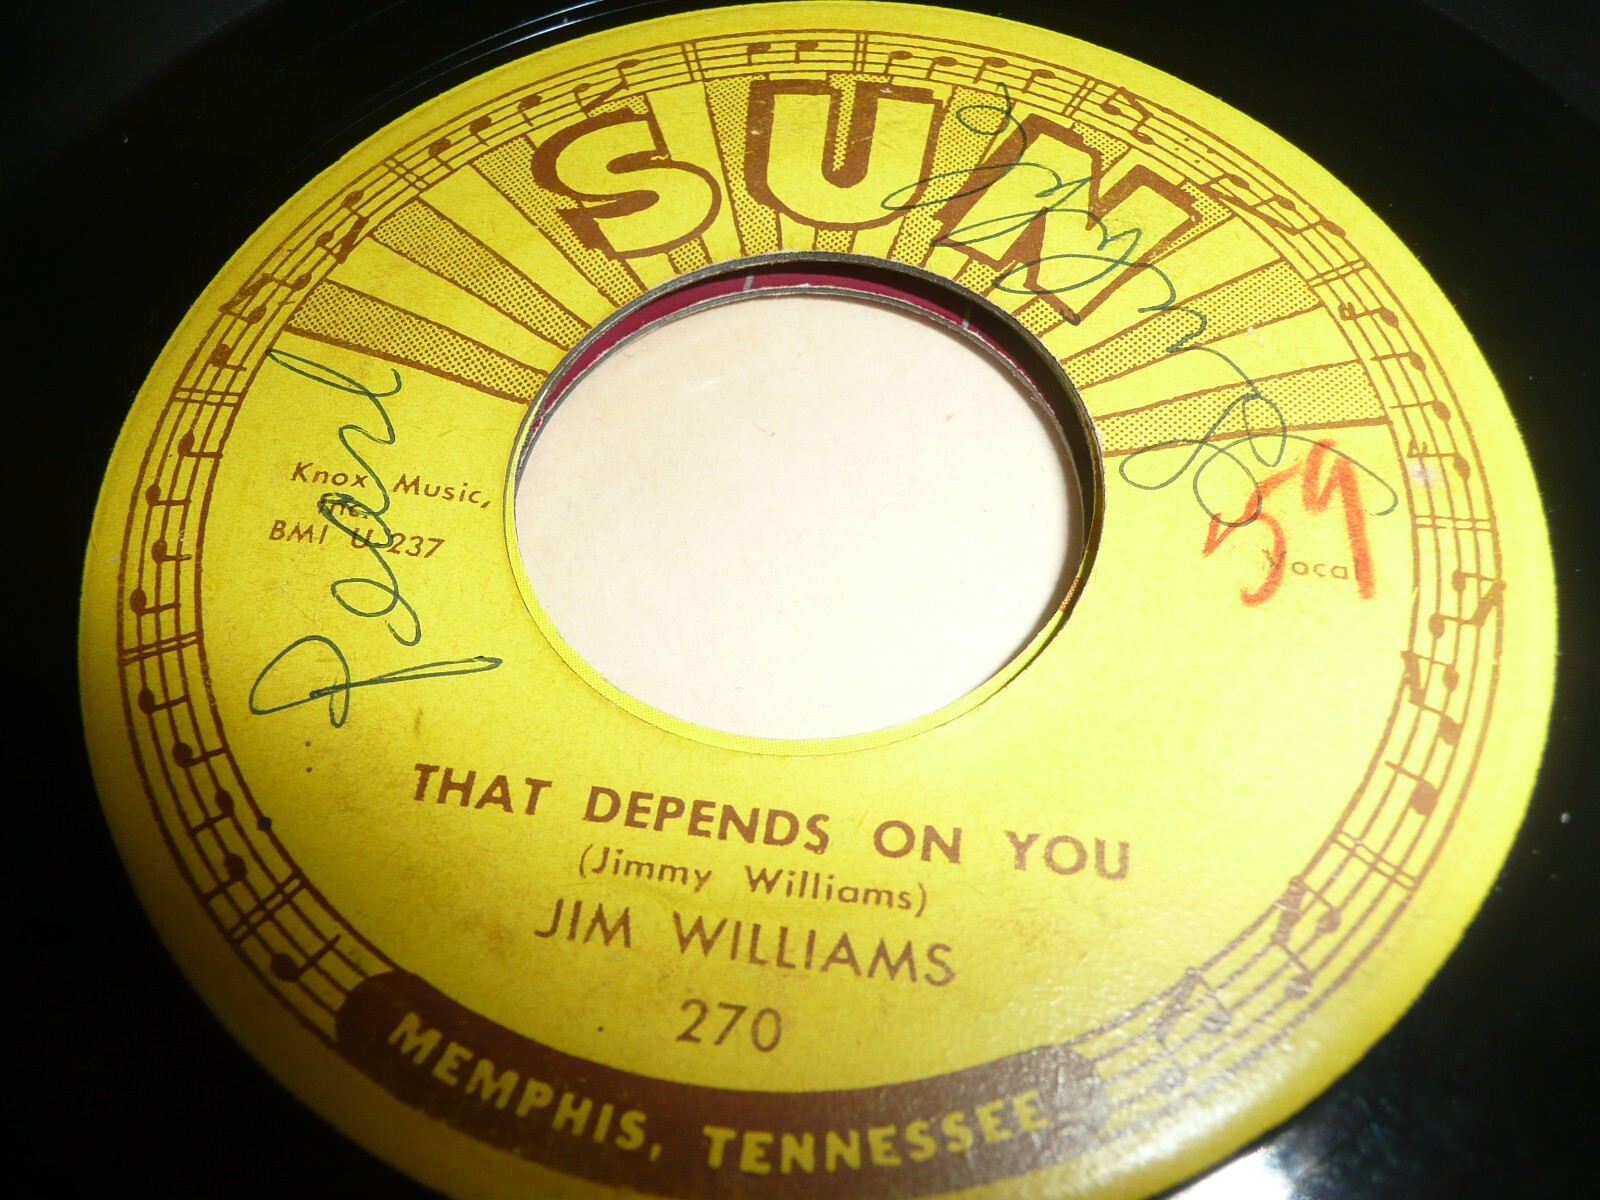 SUN
Pearl
Simmons
Knox Music,
Inc.
BMI U-237
59
Vocal
THAT DEPENDS ON YOU
(Jimmy Williams)
JIM WILLIAMS
270
MEMPHIS, TENNESSEE